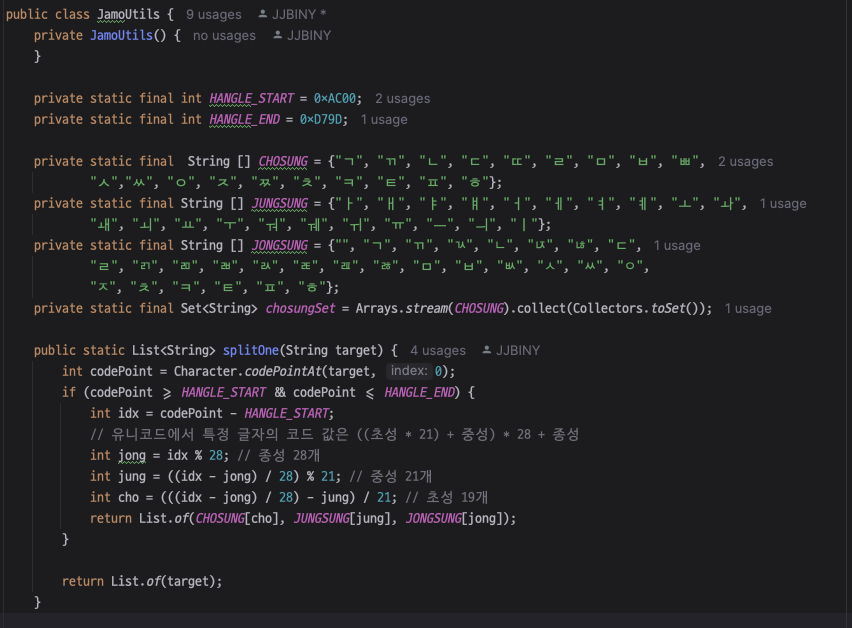 public class JamoUtils { 9 usages JJBINY *
private JamoUtils() { no usages JJBINY
}
private static final int HANGLE_START = 0xAC00; 2 usages
private static final int HANGLE_END = 0xD79D; 1 usage
private static final String [] CHOSUNG = {"ㄱ", "ㄲ", "ㄴ", "ㄷ", "ㄸ", "ㄹ", "ㅁ", "ㅂ", "ㅃ", 2 usages
"ㅅ","ㅆ", "ㅇ", "ㅈ", "ㅉ", "ㅊ", "ㅋ", "ㅌ", "ㅍ", "ㅎ"};
private static final String [] JUNGSUNG = {"ㅏ", "ㅐ", "ㅑ", "ㅒ", "ㅓ", "ㅔ", "ㅕ", "ㅖ", "ㅗ", "ㅘ", 1 usage
"ㅙ", "ㅚ", "ㅛ", "ㅜ", "ㅝ", "ㅞ", "ㅟ", "ㅠ", "ㅡ", "ㅢ", "ㅣ"};
private static final String [] JONGSUNG = {"", "ㄱ", "ㄲ", "ㄳ", "ㄴ", "ㄵ", "ㄶ", "ㄷ", 1 usage
"ㄹ", "ㄺ", "ㄻ", "ㄼ", "ㄽ", "ㄾ", "ㄿ", "ㅀ", "ㅁ", "ㅂ", "ㅄ", "ㅅ", "ㅆ", "ㅇ",
"ㅈ", "ㅊ", "ㅋ", "ㅌ", "ㅍ", "ㅎ"};
private static final Set<String> chosungSet = Arrays.stream(CHOSUNG).collect(Collectors.toSet()); 1 usage
public static List<String> splitOne(String target) { 4 usages JJBINY
int codePoint = Character.codePointAt(target, index: 0);
if (codePoint >= HANGLE_START && codePoint <= HANGLE_END) {
int idx = codePoint - HANGLE_START;
// 유니코드에서 특정 글자의 코드 값은 ((초성 * 21) + 중성) * 28 + 종성
int jong = idx % 28; // 종성 28개
int jung = ((idx - jong) / 28) % 21; // 중성 21개
int cho = (((idx - jong) / 28) - jung) / 21; // 초성 19개
return List.of(CHOSUNG[cho], JUNGSUNG[jung], JONGSUNG[jong]);
}
return List.of(target);
}